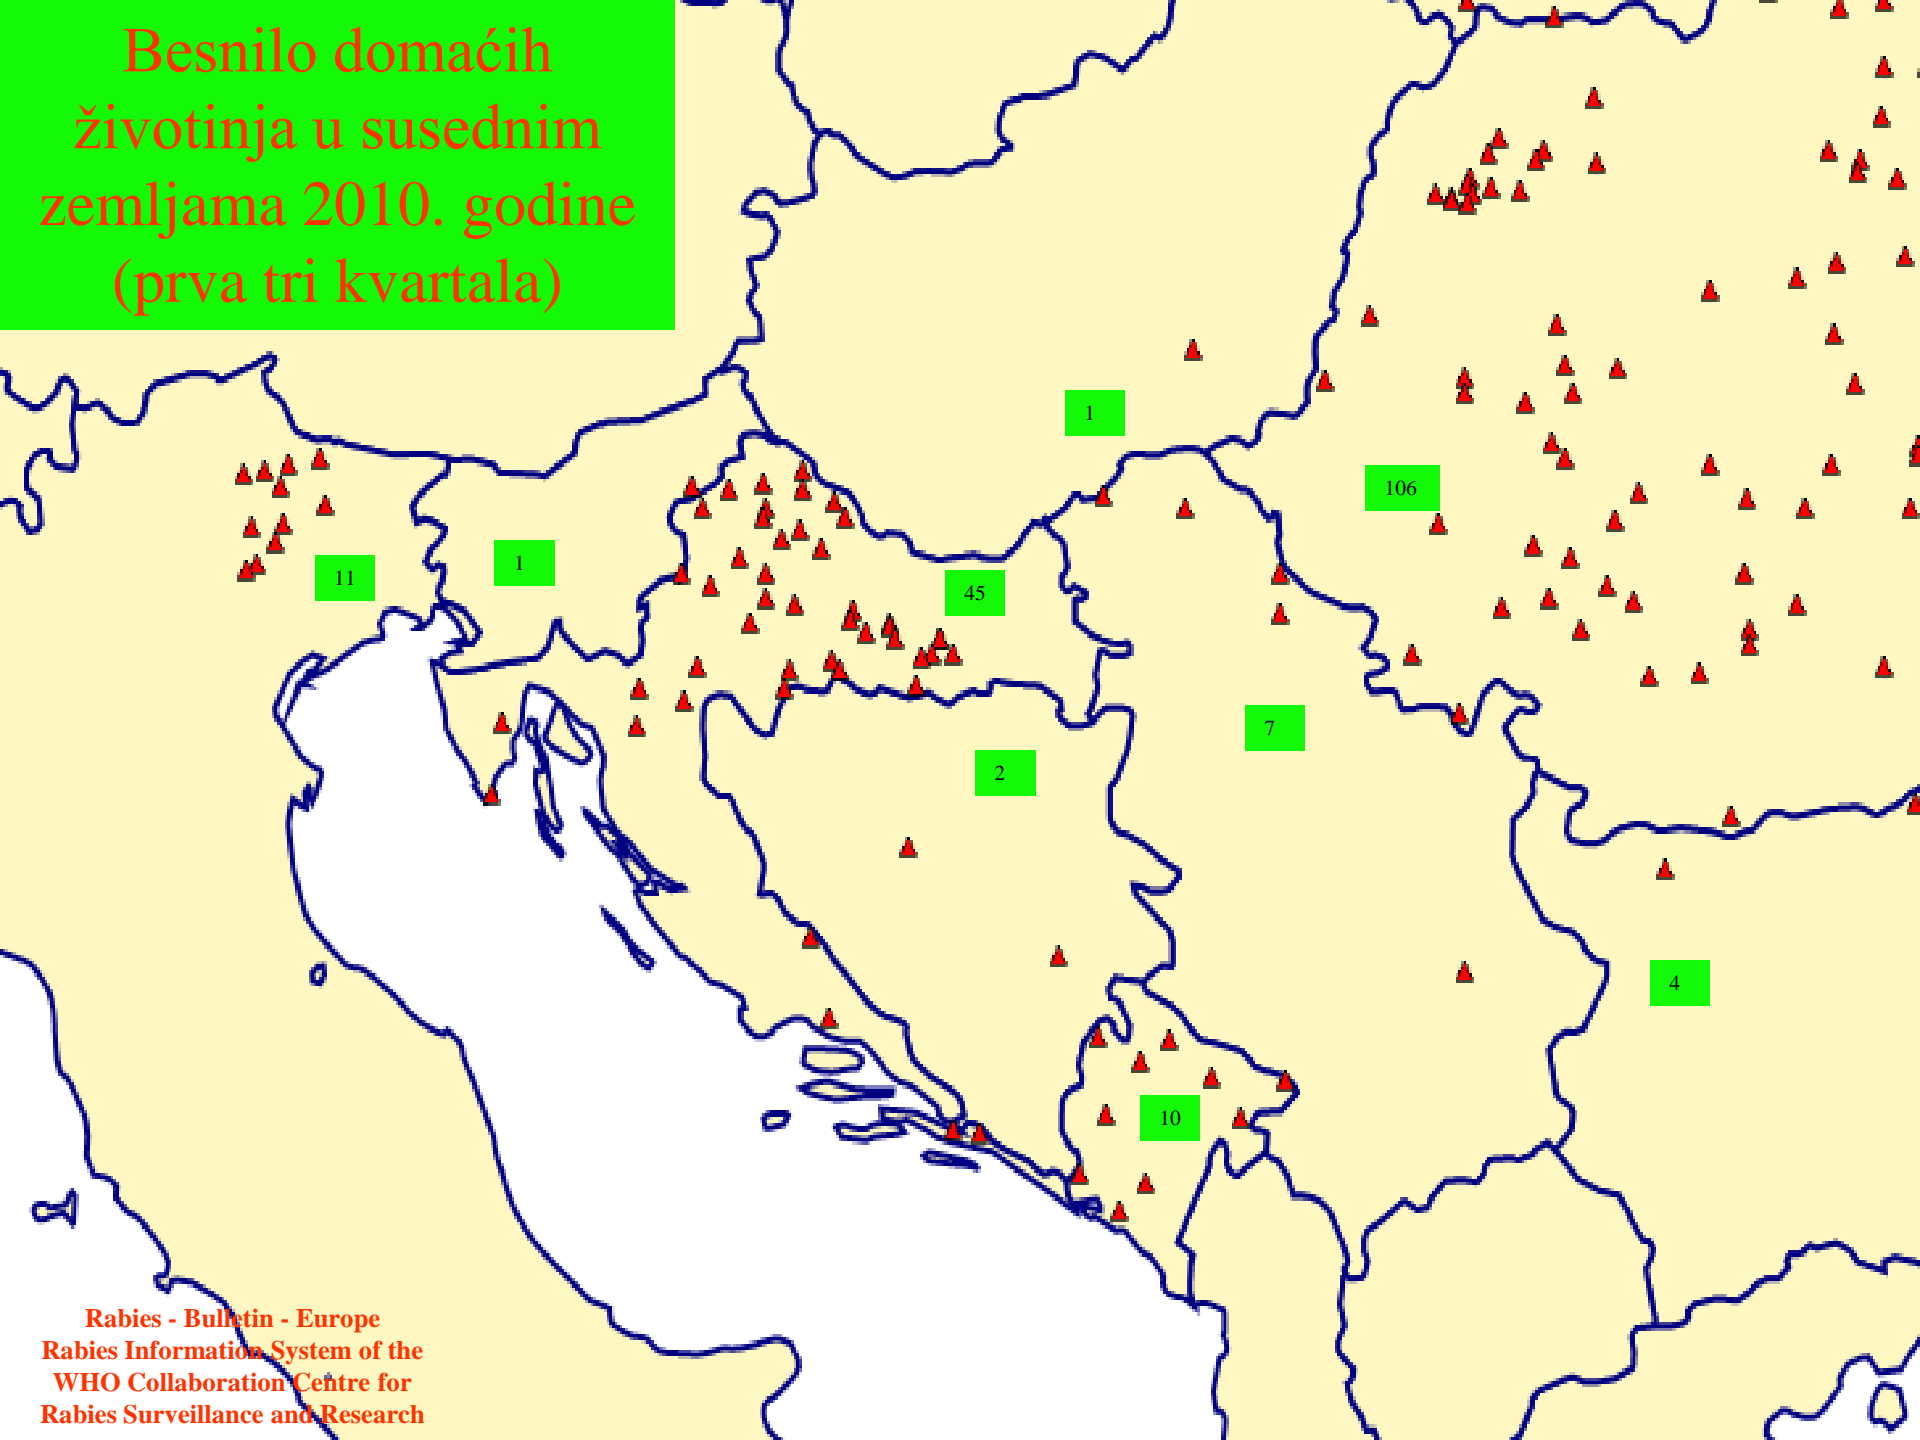 Besnilo domaćih
životinja u susednim
zemljama 2010. godine
(prva tri kvartala)
1
106
11
1
45
7
2
4
10
Rabies - Bulletin - Europe
Rabies Information System of the
WHO Collaboration Centre for
Rabies Surveillance and Research